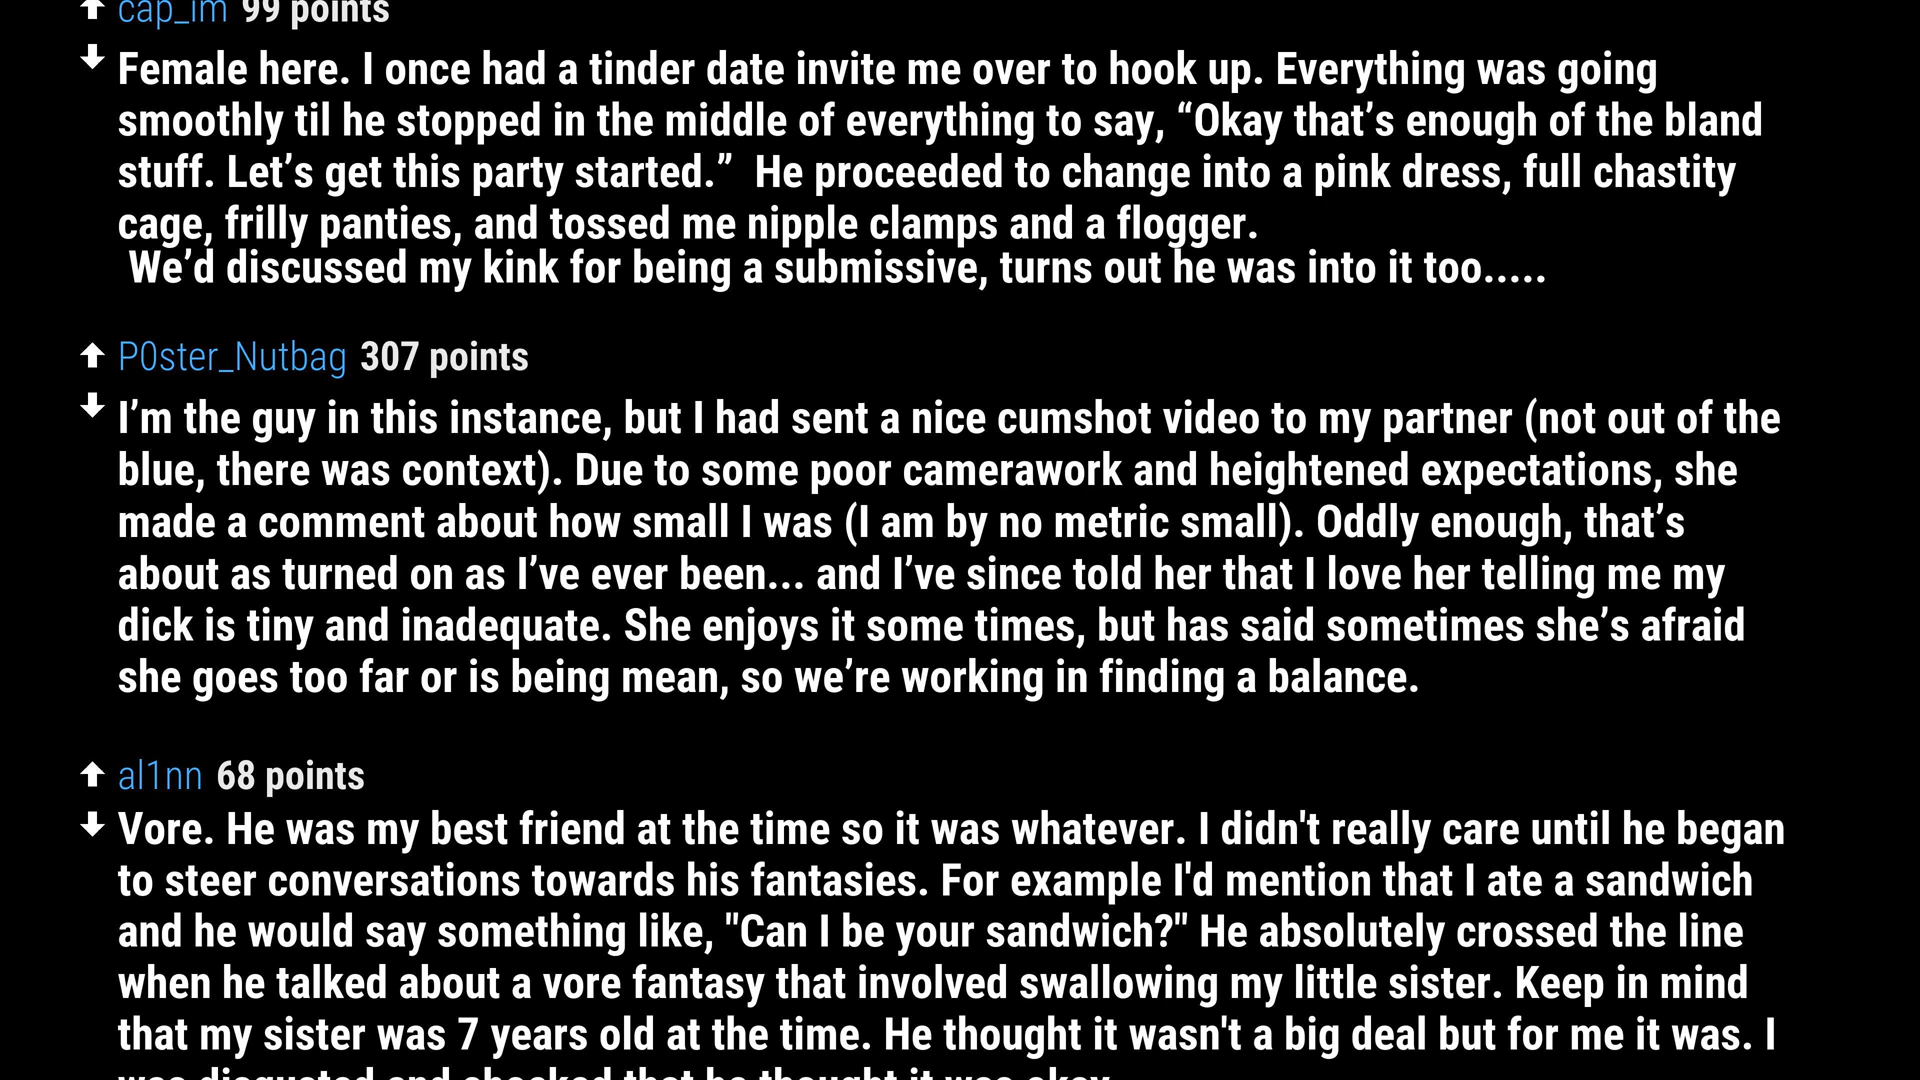 cap_im 99 points
Female here. I once had a tinder date invite me over to hook up. Everything was going
smoothly til he stopped in the middle of everything to say, “Okay that’s enough of the bland
stuff. Let’s get this party started.”  He proceeded to change into a pink dress, full chastity
cage, frilly panties, and tossed me nipple clamps and a flogger.
We’d discussed my kink for being a submissive, turns out he was into it too.....
P0ster_Nutbag 307 points
I’m the guy in this instance, but I had sent a nice cumshot video to my partner (not out of the
blue, there was context). Due to some poor camerawork and heightened expectations, she
made a comment about how small I was (I am by no metric small). Oddly enough, that’s
about as turned on as I’ve ever been... and I’ve since told her that I love her telling me my
dick is tiny and inadequate. She enjoys it some times, but has said sometimes she’s afraid
she goes too far or is being mean, so we’re working in finding a balance.
al1nn 68 points
Vore. He was my best friend at the time so it was whatever. I didn't really care until he began
to steer conversations towards his fantasies. For example I'd mention that I ate a sandwich
and he would say something like, "Can I be your sandwich?" He absolutely crossed the line
when he talked about a vore fantasy that involved swallowing my little sister. Keep in mind
that my sister was 7 years old at the time. He thought it wasn't a big deal but for me it was. I
was disgusted and shocked that he thought it was okay.